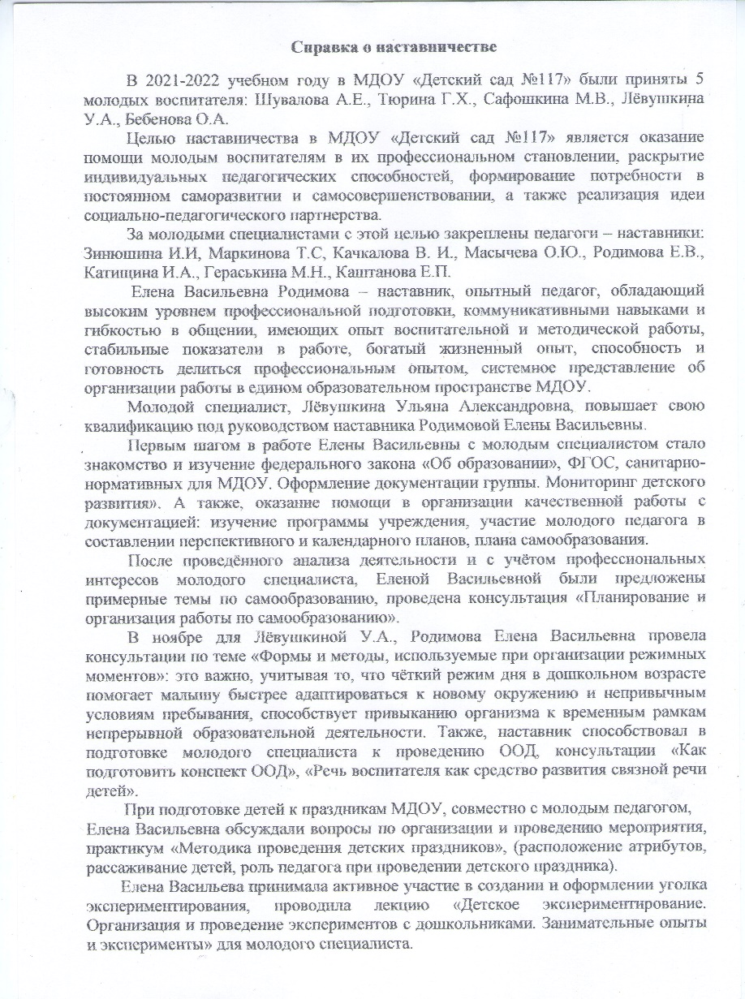 Справка о наставничестве
В 2021-2022 учебном году в МДОУ «Детский сад №117» были приняты 5
молодых воспитателя: Шувалова А.Е., Тюрина Г.Х., Сафошкина М.В., Лёвушкина
У.А., Бебенова О.А.
Целью наставничества в МДОУ «Детский сад №117» является оказание
помощи молодым воспитателям в их профессиональном становлении, раскрытие
индивидуальных педагогических способностей, формирование потребности в
постоянном саморазвитии и самосовершенствовании, а также реализация идеи
социально-педагогического партнерства.
За молодыми специалистами с этой целью закреплены педагоги – наставники:
Зинюшина И.И, Маркинова Т.С, Качкалова В. И., Масычева О.Ю., Родимова Е.В.,
Катищина И.А., Гераськина М.Н., Каштанова Е.П.
Елена Васильевна Родимова – наставник, опытный педагог, обладающий
высоким уровнем профессиональной подготовки, коммуникативными навыками и
гибкостью в общении, имеющих опыт воспитательной и методической работы,
стабильные показатели в работе, богатый жизненный опыт, способность и
готовность делиться профессиональным опытом, системное представление об
организации работы в едином образовательном пространстве МДОУ.
Молодой специалист, Лёвушкина Ульяна Александровна, повышает свою
квалификацию под руководством наставника Родимовой Елены Васильевны.
Первым шагом в работе Елены Васильевны с молодым специалистом стало
знакомство и изучение федерального закона «Об образовании», ФГОС, санитарно-
нормативных для МДОУ. Оформление документации группы. Мониторинг детского
развития». А также, оказание помощи в организации качественной работы с
документацией: изучение программы учреждения, участие молодого педагога в
составлении перспективного и календарного планов, плана самообразования.
После проведённого анализа деятельности и с учётом профессиональных
интересов молодого специалиста, Еленой Васильевной были предложены
примерные темы по самообразованию, проведена консультация «Планирование и
организация работы по самообразованию».
В ноябре для Лёвушкиной У.А., Родимова Елена Васильевна провела
консультации по теме «Формы и методы, используемые при организации режимных
моментов»: это важно, учитывая то, что чёткий режим дня в дошкольном возрасте
помогает малышу быстрее адаптироваться к новому окружению и непривычным
условиям пребывания, способствует привыканию организма к временным рамкам
непрерывной образовательной деятельности. Также, наставник способствовал в
подготовке молодого специалиста к проведению ООД, консультации «Как
подготовить конспект ООД», «Речь воспитателя как средство развития связной речи
детей».
При подготовке детей к праздникам МДОУ, совместно с молодым педагогом,
Елена Васильевна обсуждали вопросы по организации и проведению мероприятия,
практикум «Методика проведения детских праздников», (расположение атрибутов,
рассаживание детей, роль педагога при проведении детского праздника).
Елена Васильева принимала активное участие в создании и оформлении уголка
экспериментирования, проводила лекцию «Детское экспериментирование.
Организация и проведение экспериментов с дошкольниками. Занимательные опыты
и эксперименты» для молодого специалиста.